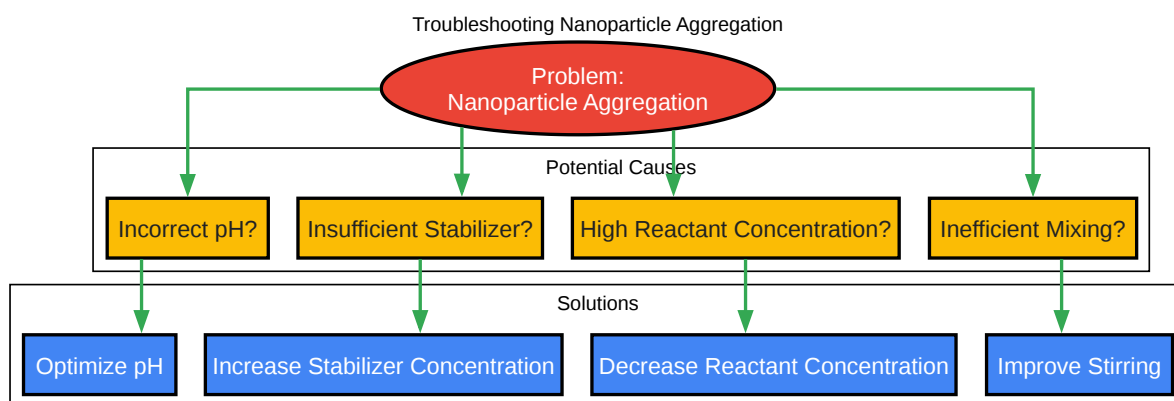 Troubleshooting Nanoparticle Aggregation
Problem:
Nanoparticle Aggregation
Potential Causes
Incorrect pH?
Insufficient Stabilizer?
High Reactant Concentration?
Inefficient Mixing?
Solutions
Optimize pH
Increase Stabilizer Concentration
Decrease Reactant Concentration
Improve Stirring